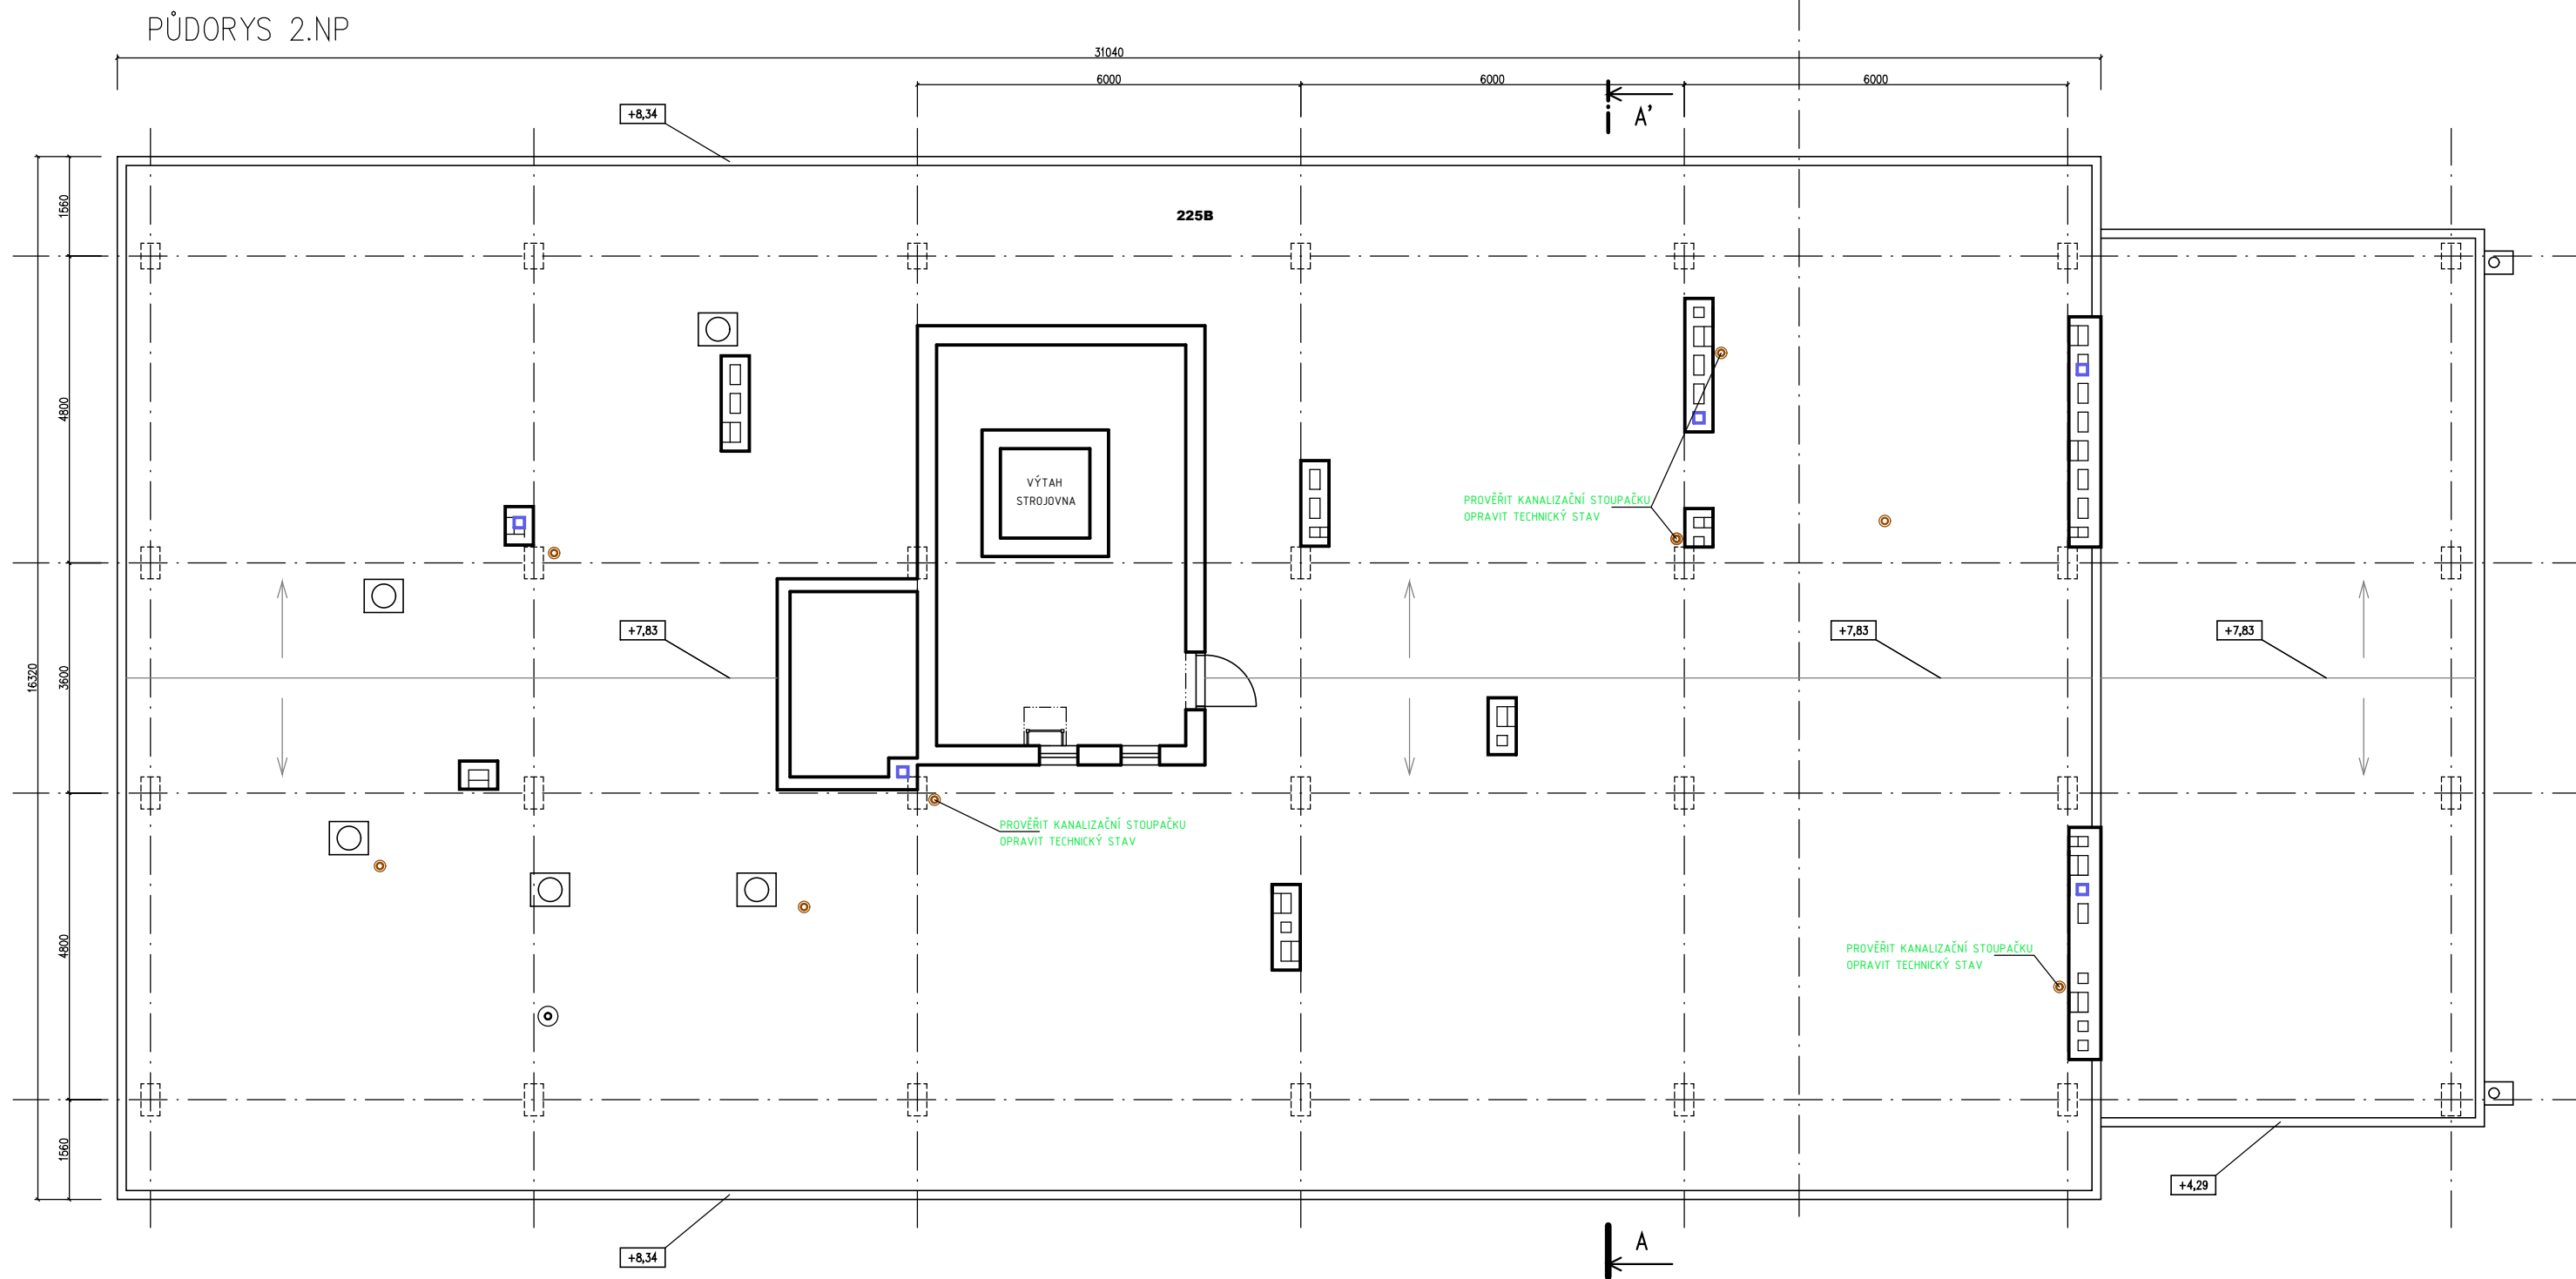 PŮDORYS 2.NP
31040
6000
6000
6000
A'
+8,34
1560
225B
4800
VÝTAH
STROJOVNA
PROVĚŘIT KANALIZAČNÍ STOUPAČKU
OPRAVIT TECHNICKÝ STAV
+7,83
+7,83
+7,83
16320
3600
PROVĚŘIT KANALIZAČNÍ STOUPAČKU
OPRAVIT TECHNICKÝ STAV
4800
PROVĚŘIT KANALIZAČNÍ STOUPAČKU
OPRAVIT TECHNICKÝ STAV
1560
+4,29
A
+8,34